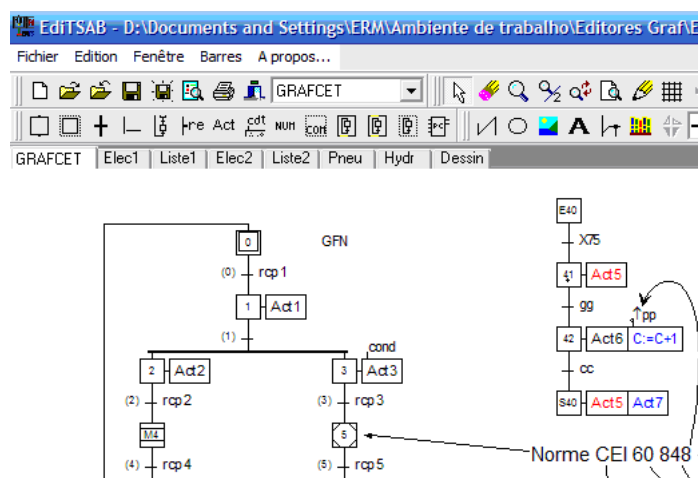 EdiTSAB - D:\Documents and Settings\ERM\Ambiente de trabalho\Editores Graf\E
Fichier Edition Fenêtre Barres A propos...
GRAFCET
re Act cdt NUM COM
GRAFCET Elec1 Liste1 Elec2 Liste2 Pneu Hydr Dessin
E40
0 GFN X75
(0) rcp1 41 Act5
1 Act1 gg
↑pp
(1) 42 Act6 C:=C+1
cond
2 Act2 3 Act3 cc
(2) rcp2 (3) rcp3 S40 Act5 Act7
M4 5 Norme CEI 60 848
(4) rcp4 (5) rcp5